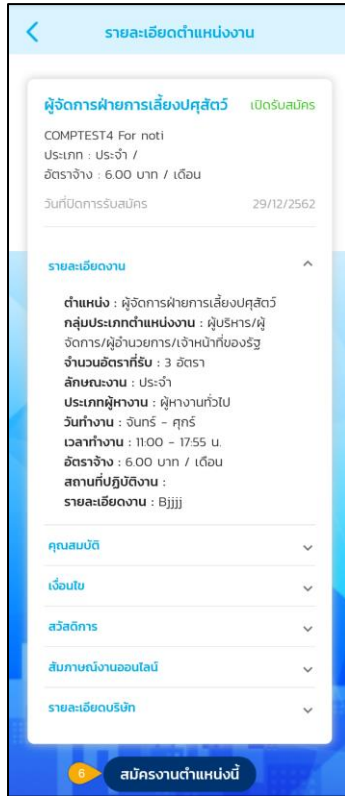 รายละเอียดตำแหน่งงาน
ผู้จัดการฝ่ายการเลี้ยงปศุสัตว์ เปิดรับสมัคร
COMPTEST4 For noti
ประเภท : ประจำ /
อัตราจ้าง : 6.00 บาท / เดือน
วันที่ปิดการรับสมัคร 29/12/2562
รายละเอียดงาน
ตำแหน่ง : ผู้จัดการฝ่ายการเลี้ยงปศุสัตว์
กลุ่มประเภทตำแหน่งงาน : ผู้บริหาร/ผู้
จัดการ/ผู้อำนวยการ/เจ้าหน้าที่ของรัฐ
จำนวนอัตราที่รับ : 3 อัตรา
ลักษณะงาน : ประจำ
ประเภทผู้หางาน : ผู้หางานทั่วไป
วันทำงาน : จันทร์ - ศุกร์
เวลาทำงาน : 11:00 - 17:55 น.
อัตราจ้าง : 6.00 บาท / เดือน
สถานที่ปฏิบัติงาน :
รายละเอียดงาน : Bjjjj
คุณสมบัติ
เงื่อนไข
สวัสดิการ
สัมภาษณ์งานออนไลน์
รายละเอียดบริษัท
6 สมัครงานตำแหน่งนี้